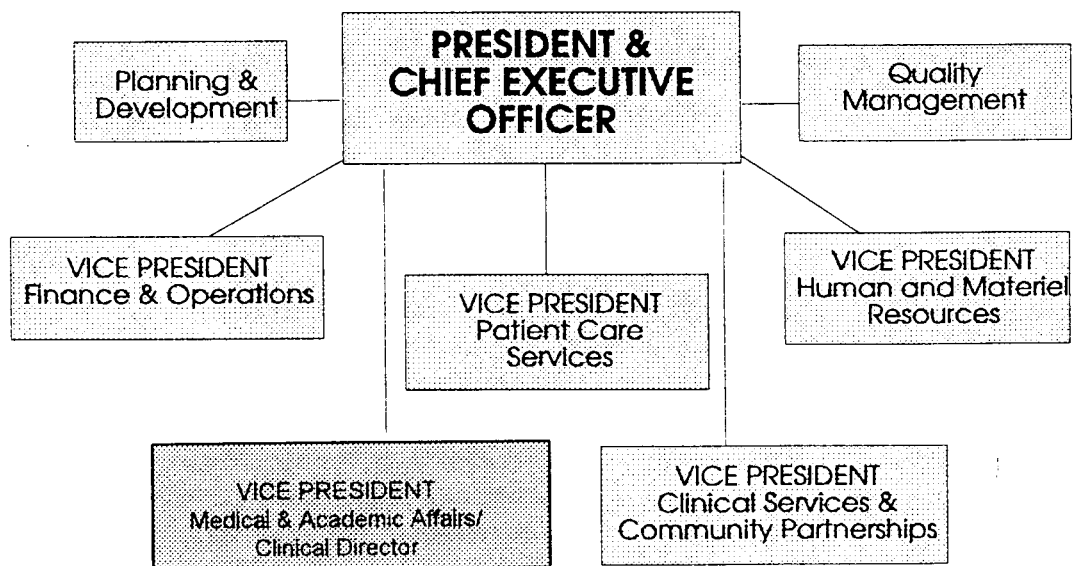 PRESIDENT &
CHIEF EXECUTIVE
OFFICER
Planning &
Development
Quality
Management
VICE PRESIDENT
Finance & Operations
VICE PRESIDENT
Patient Care
Services
VICE PRESIDENT
Human and Materiel
Resources
VICE PRESIDENT
Medical & Academic Affairs/
Clinical Director
VICE PRESIDENT
Clinical Services &
Community Partnerships